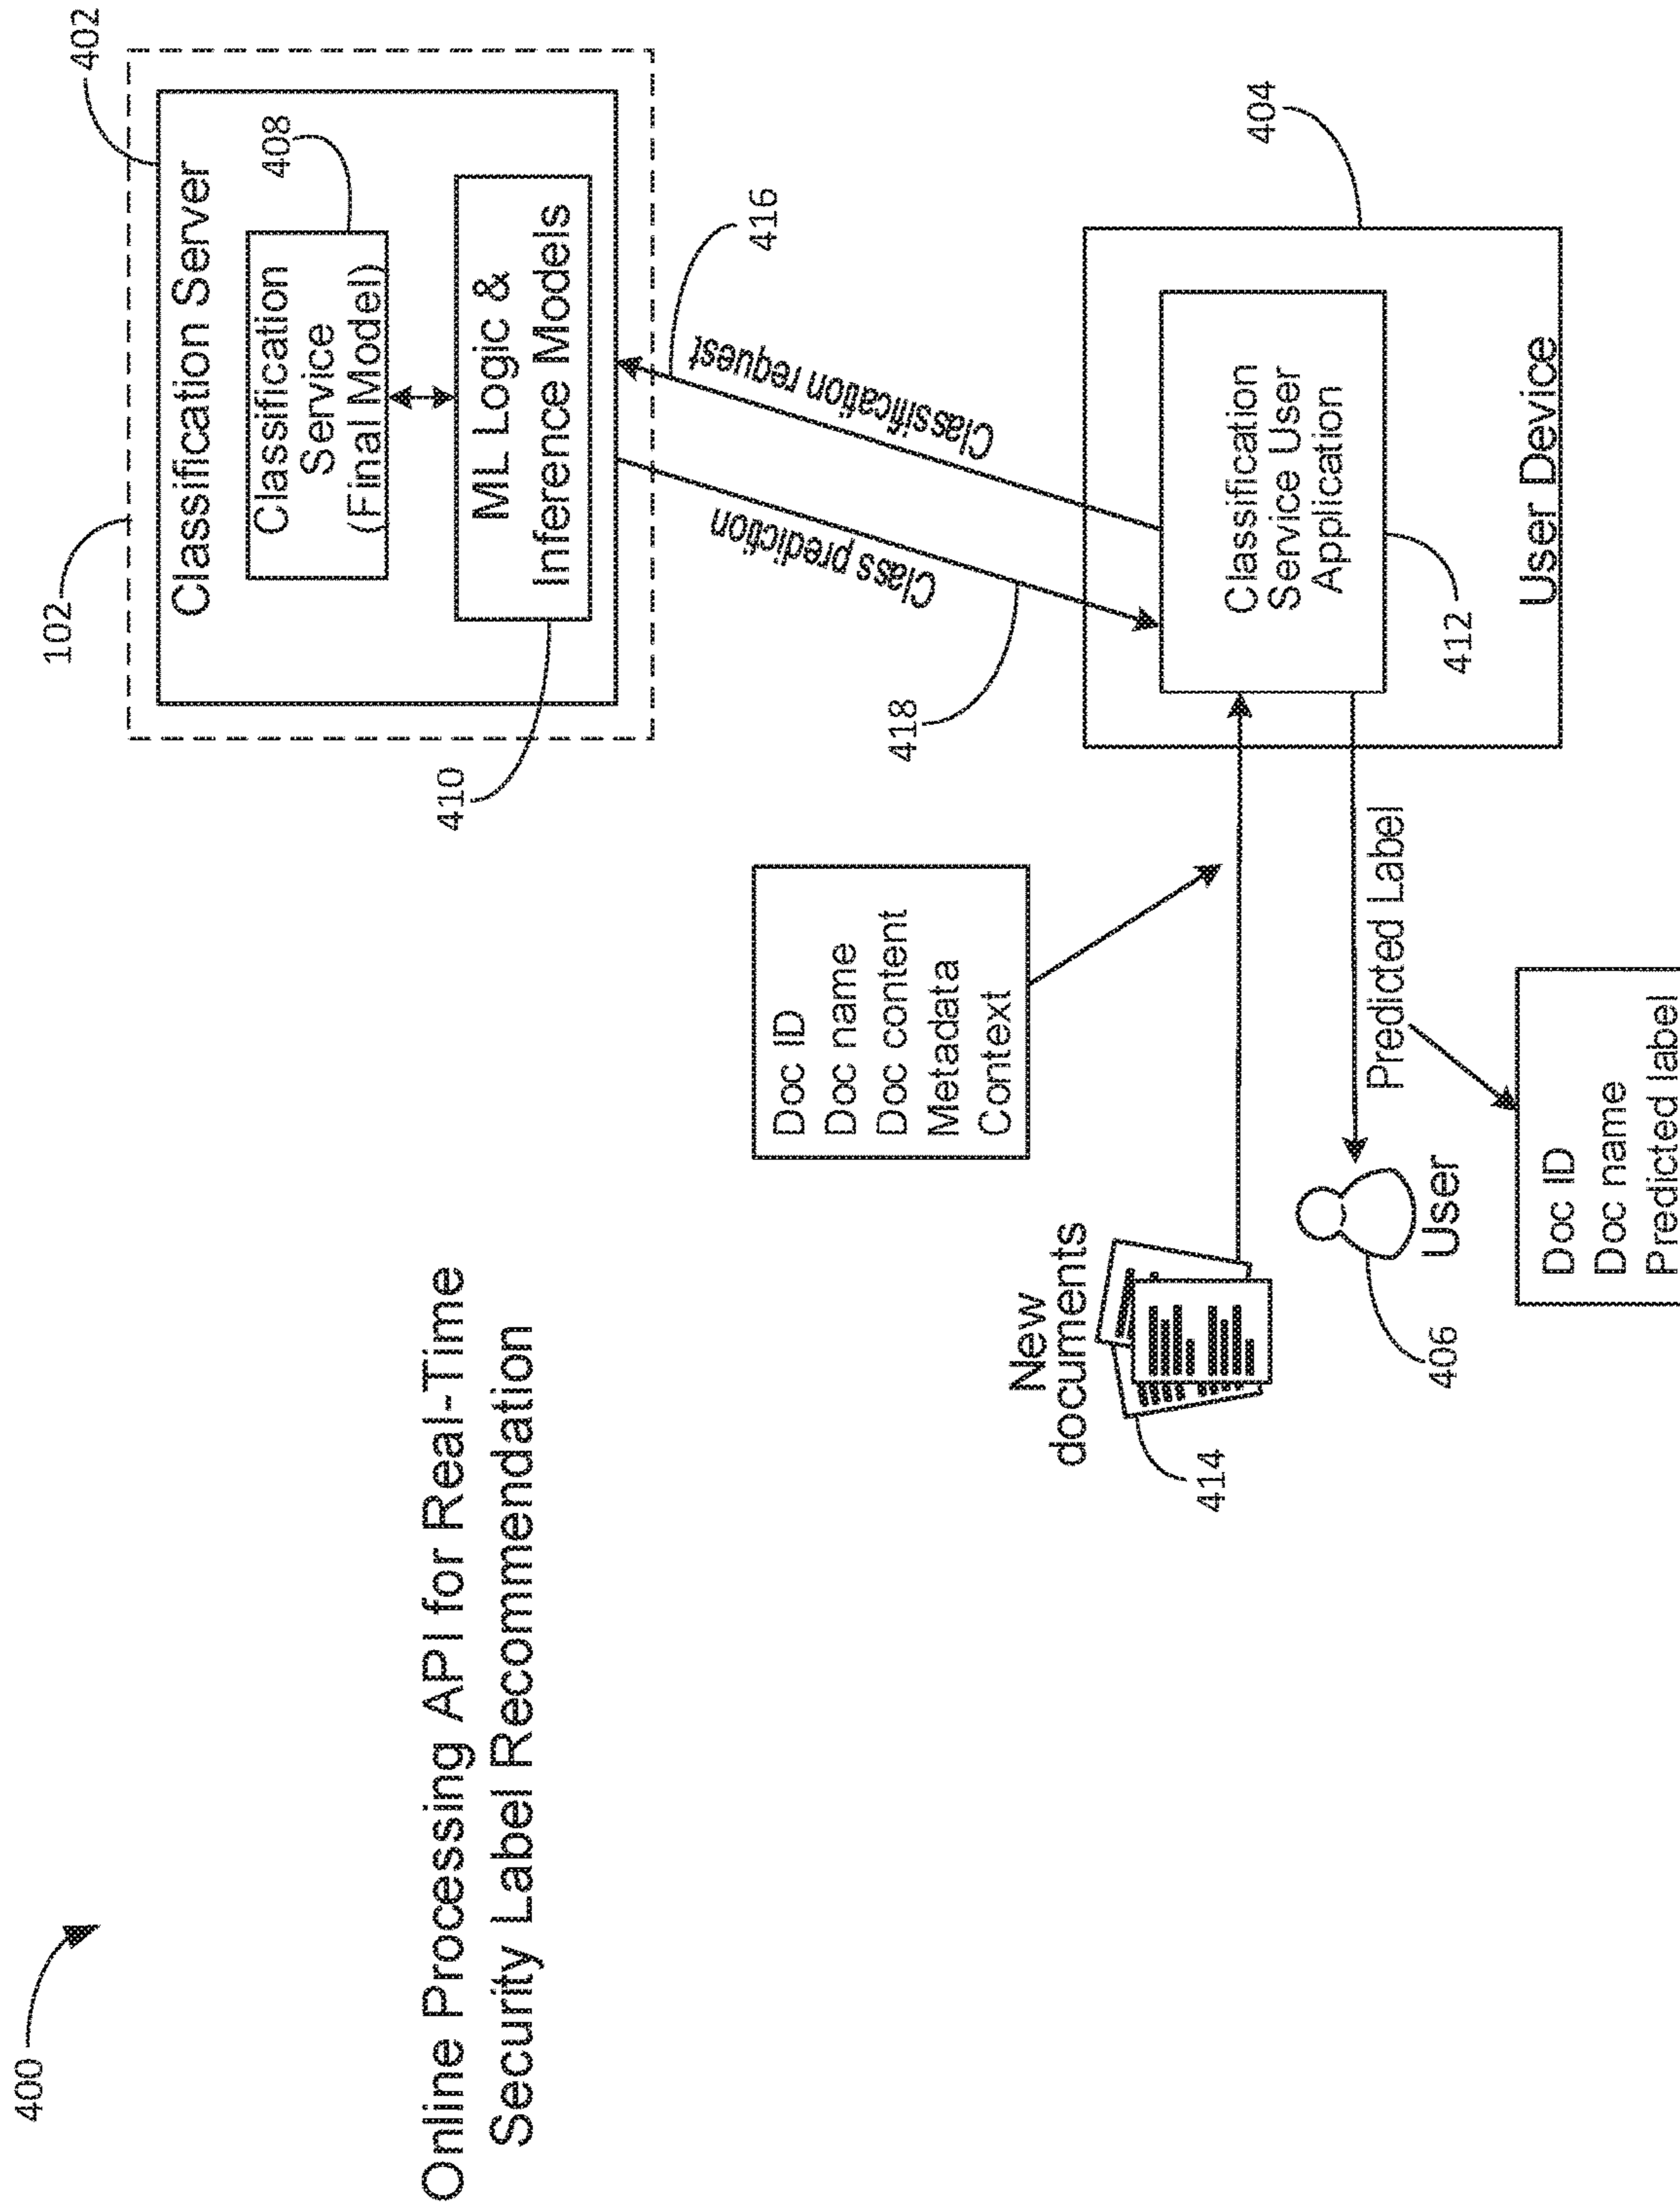 400
Online Processing API for Real-Time
Security Label Recommendation
102
402
Classification Server
Classification
Service
(Final Model)
408
ML Logic &
Inference Models
410
416
Classification request
Class prediction
418
404
Classification
Service User
Application
412
User Device
Doc ID
Doc name
Doc content
Metadata
Context
New
documents
414
Predicted Label
User
406
Doc ID
Doc name
Predicted label